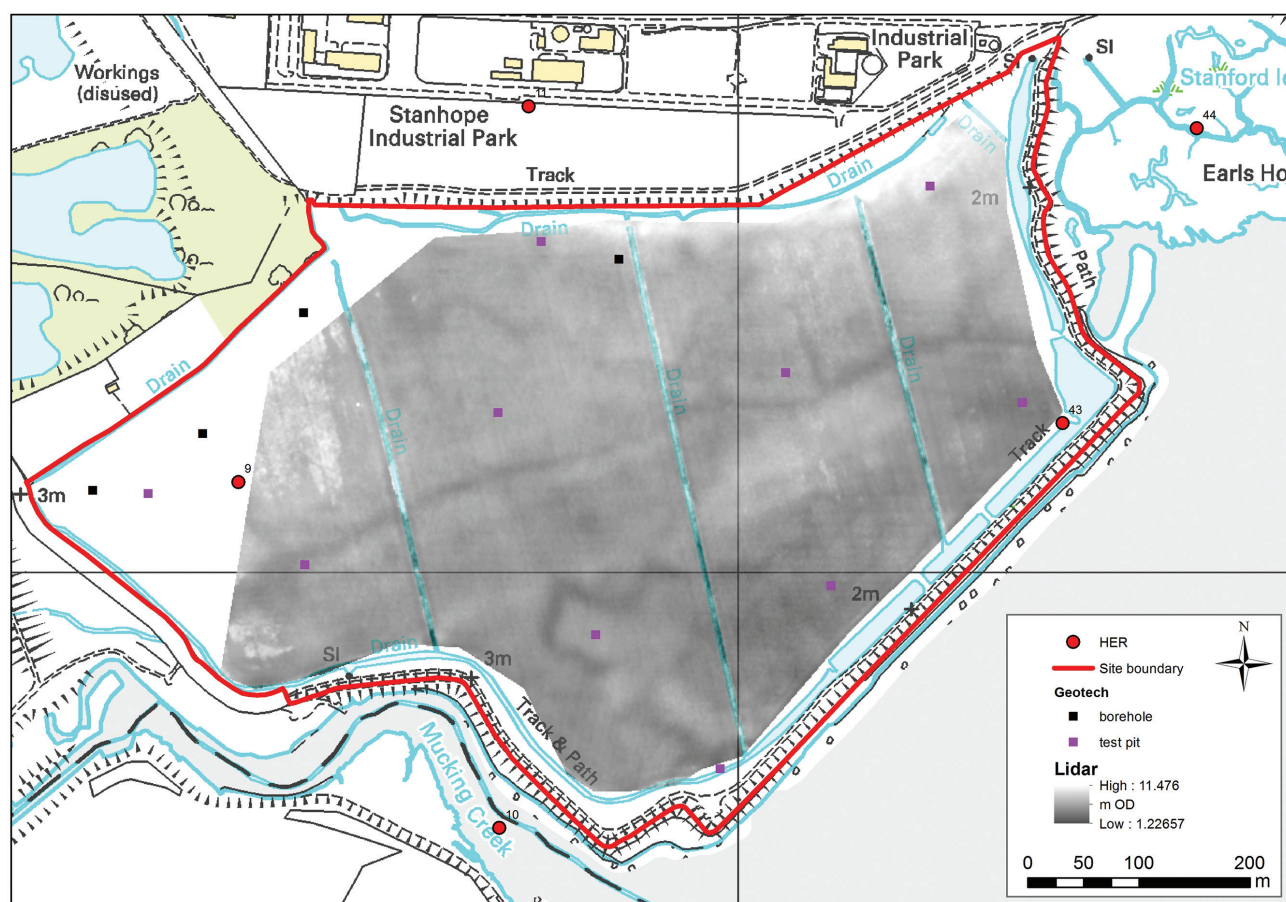 Industrial
Park
SI
SI
Workings
(disused)
Stanford le
44
Stanhope
Industrial Park
Earls Ho
Track
Drain
Drain
2m
Drain
Path
Drain
Drain
Drain
Drain
43
Track
9
3m
2m
Drain
SI
3m
Track & Path
Mucking Creek
10
N
HER
Site boundary
Geotech
borehole
test pit
Lidar
High : 11.476
m OD
Low : 1.22657
0 50 100 200
m